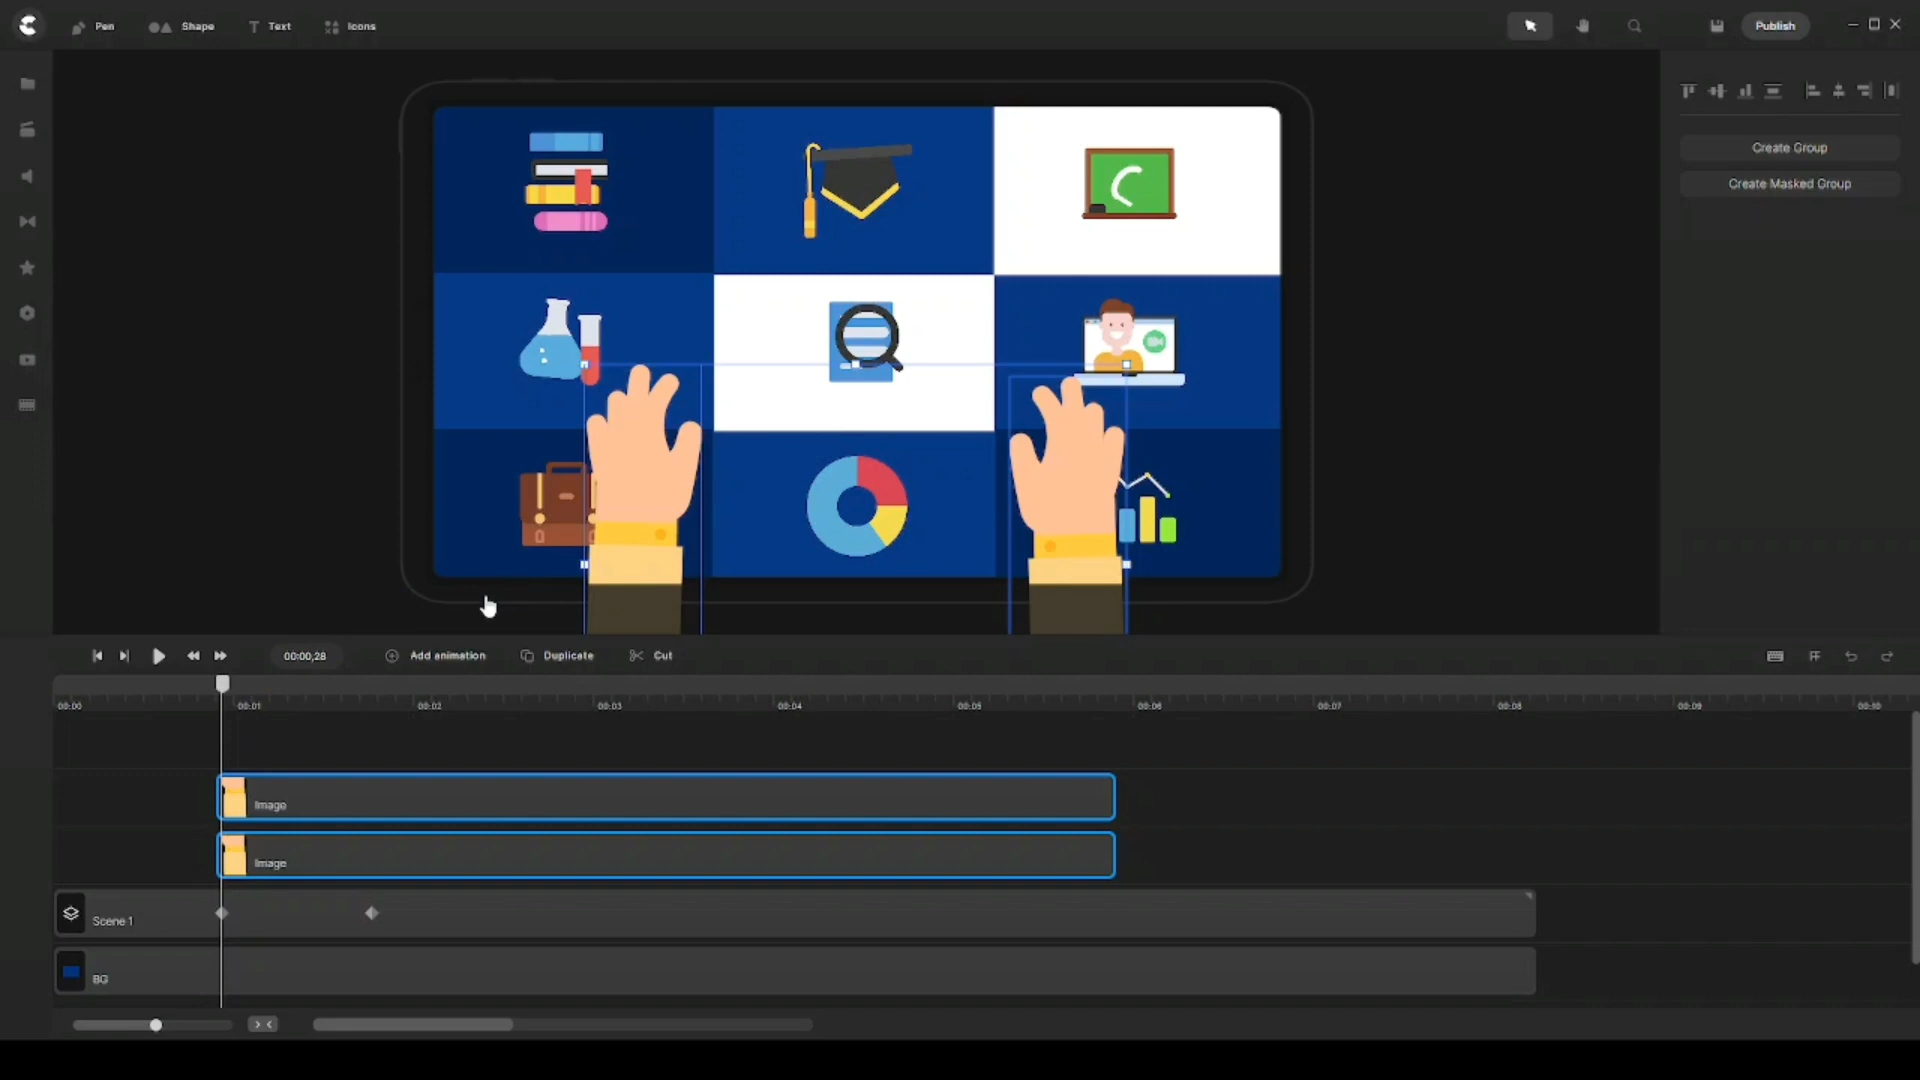 Pen
Shape
Text
Icons
Publish
Create Group
Create Masked Group
00:00,28
Add animation
Duplicate
Cut
00:00
00:01
00:02
00:03
00:04
00:05
00:06
00:07
00:08
00:09
00:10
Image
Image
Scene 1
BG